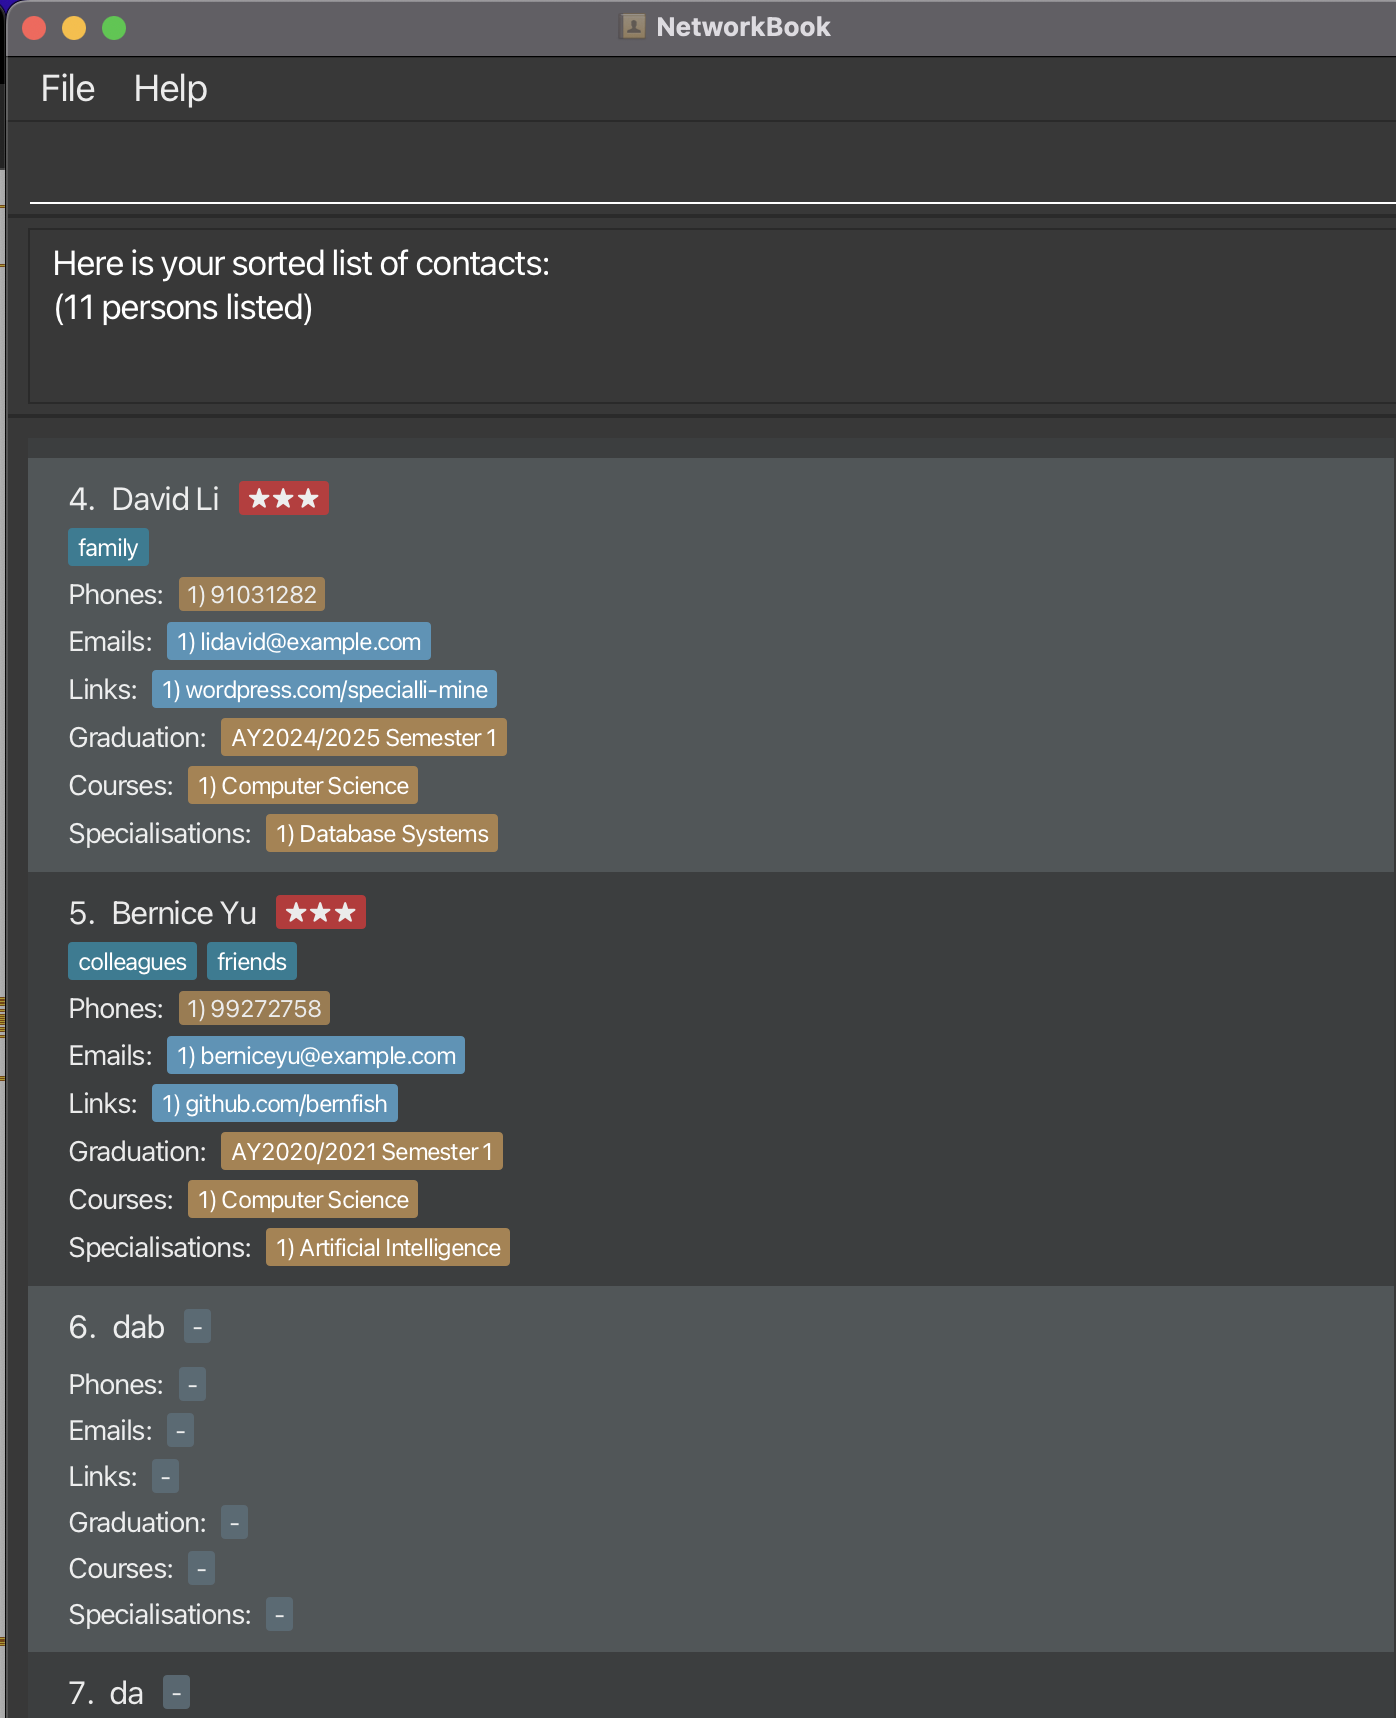 NetworkBook
File Help
Here is your sorted list of contacts:
(11 persons listed)
4. David Li ★★★
family
Phones: 1) 91031282
Emails: 1) lidavid@example.com
Links: 1) wordpress.com/specialli-mine
Graduation: AY2024/2025 Semester 1
Courses: 1) Computer Science
Specialisations: 1) Database Systems
5. Bernice Yu ★★★
colleagues friends
Phones: 1) 99272758
Emails: 1) berniceyu@example.com
Links: 1) github.com/bernfish
Graduation: AY2020/2021 Semester 1
Courses: 1) Computer Science
Specialisations: 1) Artificial Intelligence
6. dab -
Phones: -
Emails: -
Links: -
Graduation: -
Courses: -
Specialisations: -
7. da -